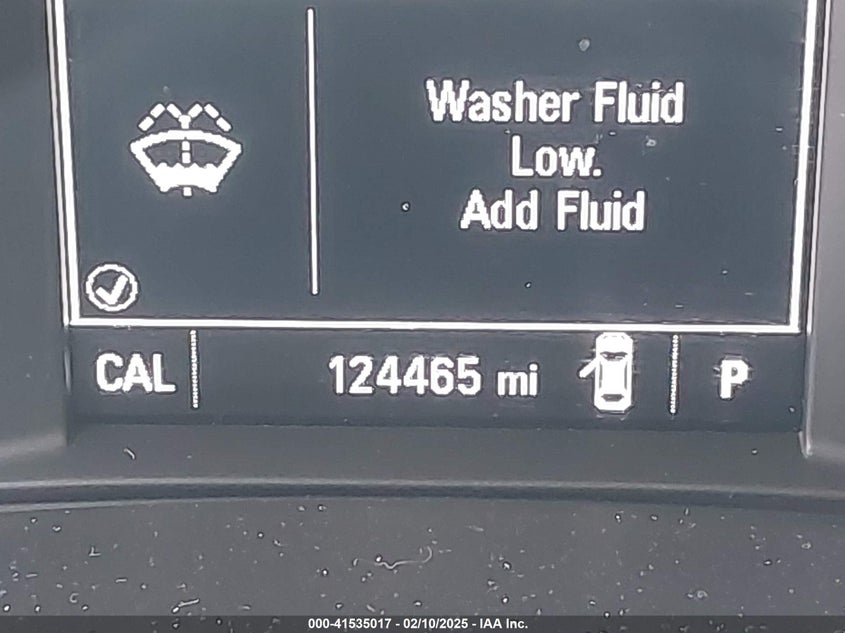 Washer Fluid
Low.
Add Fluid
CAL
124465 mi
P
000-41535017 - 02/10/2025 - IAA Inc.